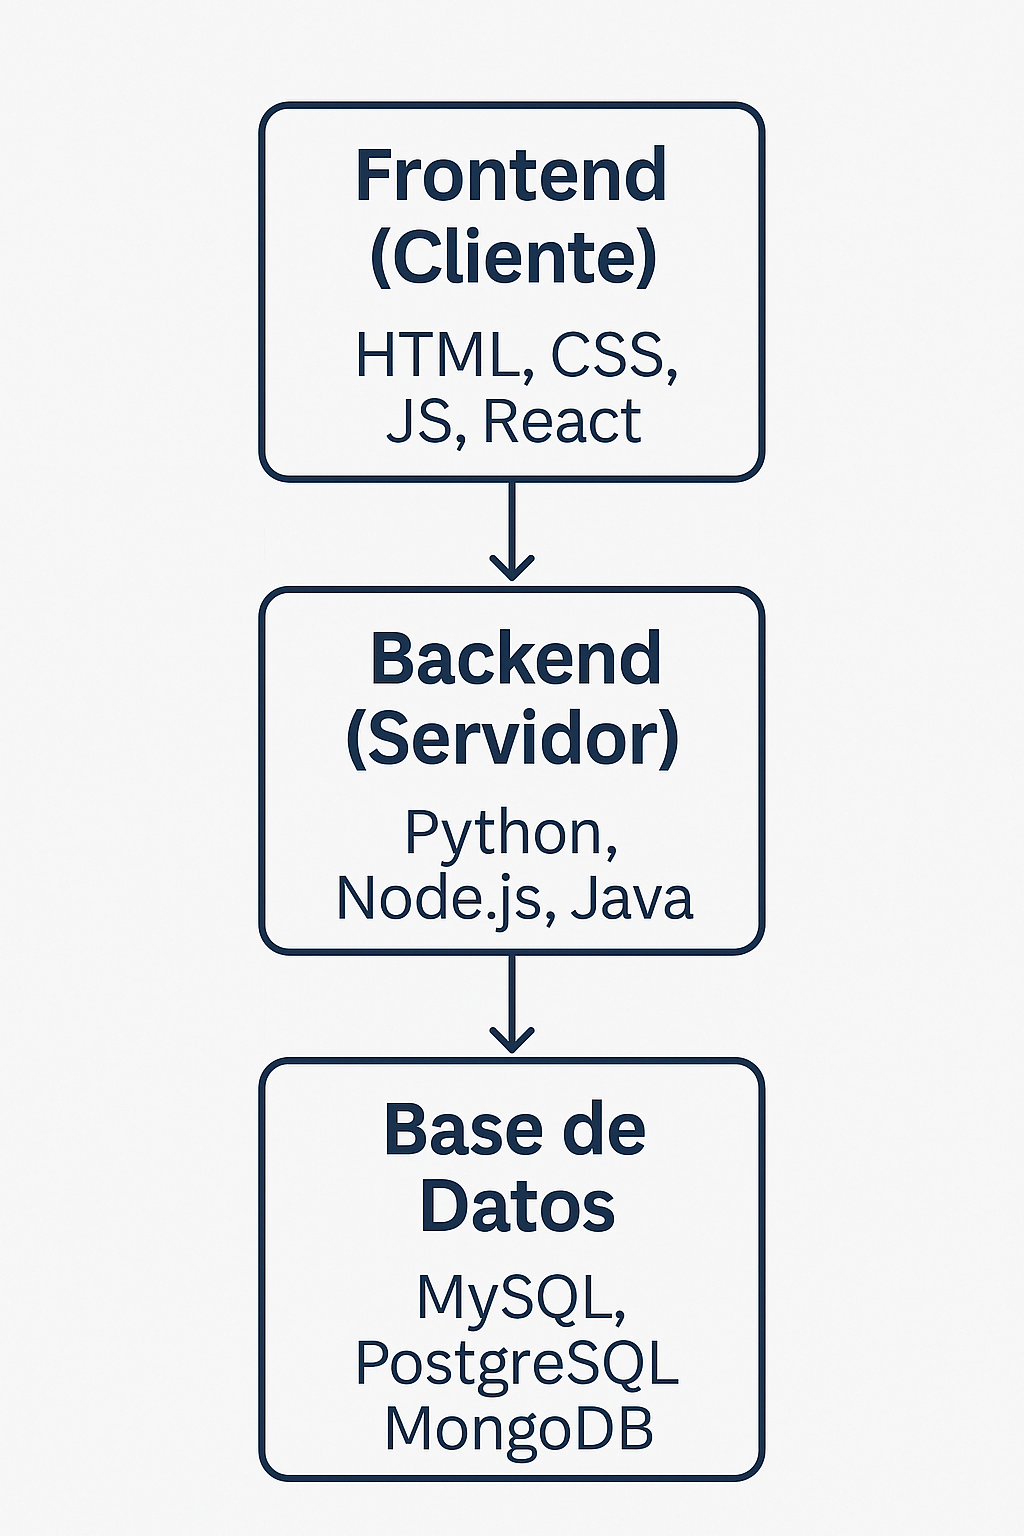 Frontend
(Cliente)
HTML, CSS,
JS, React
Backend
(Servidor)
Python,
Node.js, Java
Base de
Datos
MySQL,
PostgreSQL
MongoDB